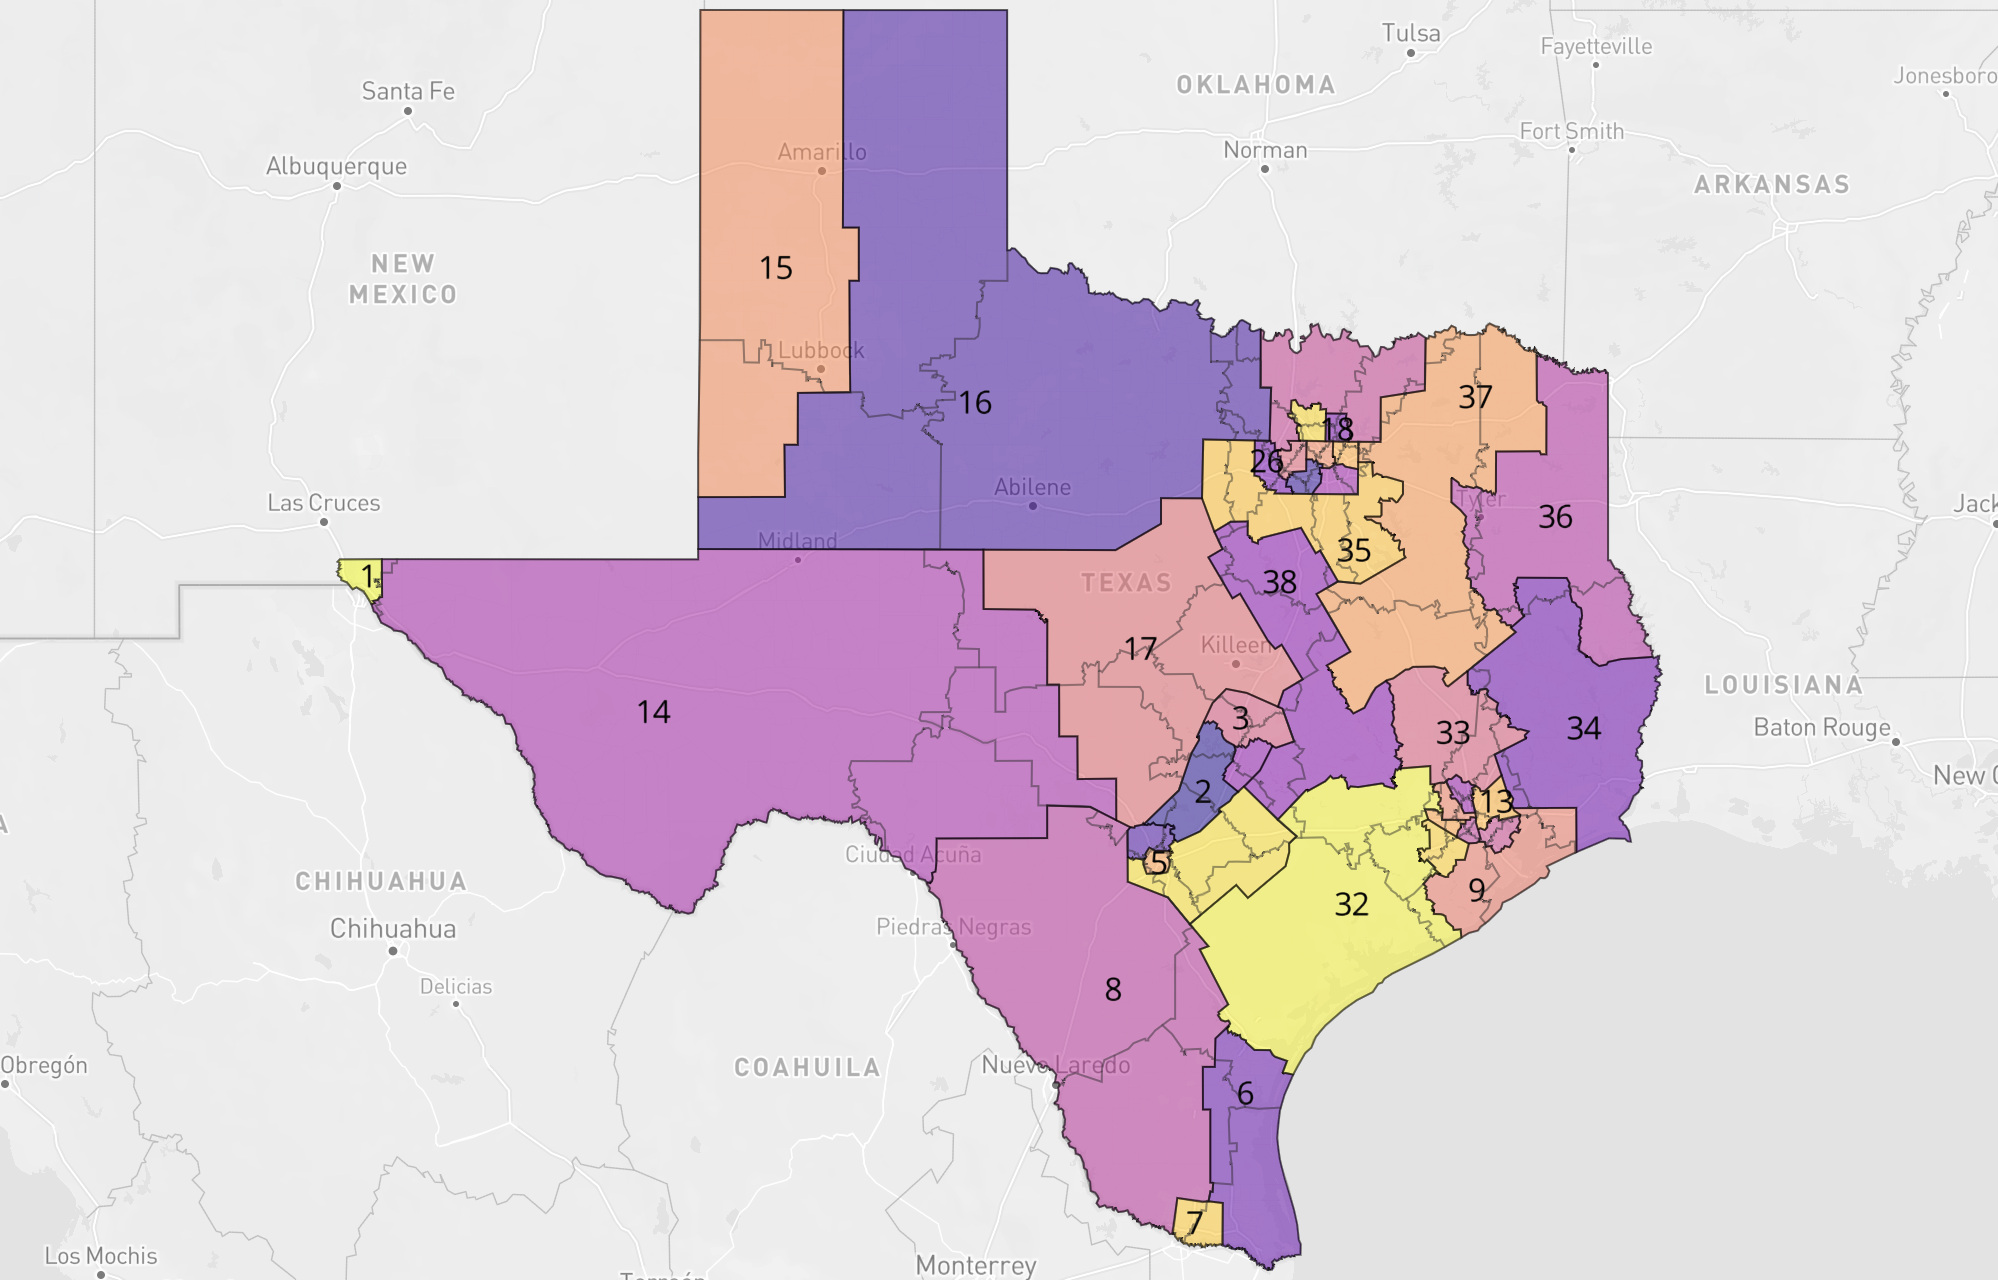 Tulsa
Fayetteville
Jonesboro
OKLAHOMA
Santa Fe
Fort Smith
Norman
Amarillo
Albuquerque
ARKANSAS
NEW
MEXICO
15
Lubbock
16
37
18
26
Abilene
Tyler
Las Cruces
Jack
36
Midland
35
1
TEXAS
38
17
Killeen
LOUISIANA
14
3
33
34
Baton Rouge
New O
2
13
Ciudad Acuña
5
CHIHUAHUA
9
32
Chihuahua
Piedras Negras
8
Delicias
Obregón
COAHUILA
Nuevo Laredo
6
7
Los Mochis
Monterrey
Torreón